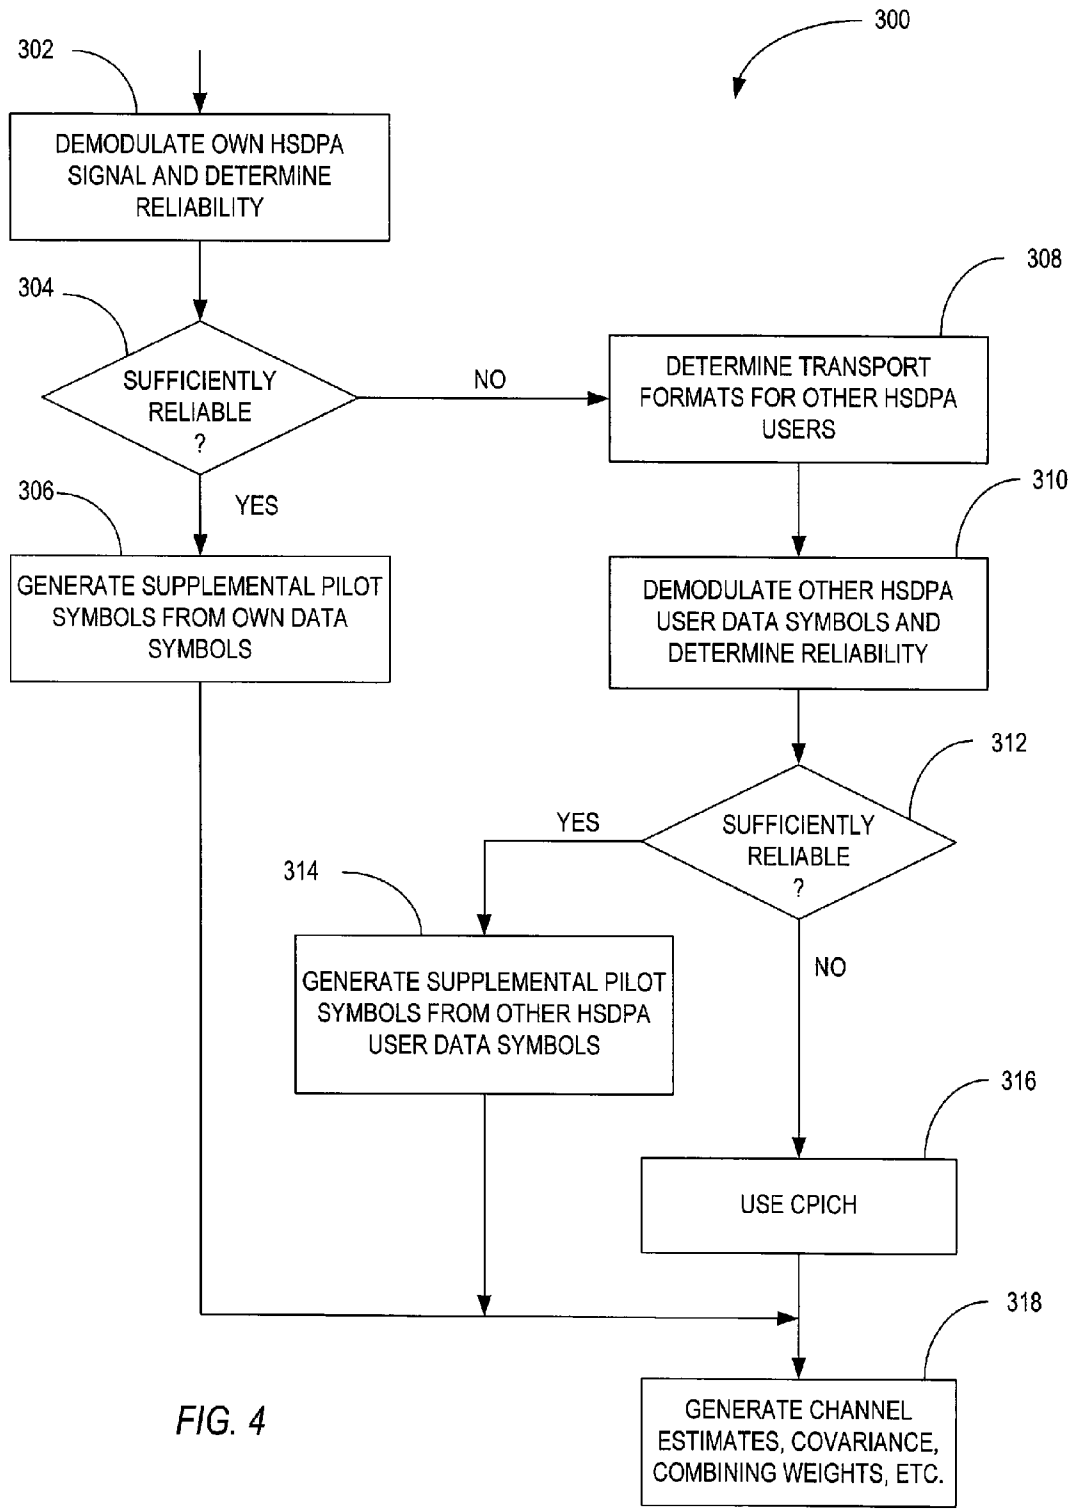 300
302
DEMODULATE OWN HSDPA
SIGNAL AND DETERMINE
RELIABILITY
304
SUFFICIENTLY
RELIABLE
?
NO
YES
308
DETERMINE TRANSPORT
FORMATS FOR OTHER HSDPA
USERS
306
GENERATE SUPPLEMENTAL PILOT
SYMBOLS FROM OWN DATA
SYMBOLS
310
DEMODULATE OTHER HSDPA
USER DATA SYMBOLS AND
DETERMINE RELIABILITY
312
SUFFICIENTLY
RELIABLE
?
YES
NO
314
GENERATE SUPPLEMENTAL PILOT
SYMBOLS FROM OTHER HSDPA
USER DATA SYMBOLS
316
USE CPICH
318
GENERATE CHANNEL
ESTIMATES, COVARIANCE,
COMBINING WEIGHTS, ETC.
FIG. 4